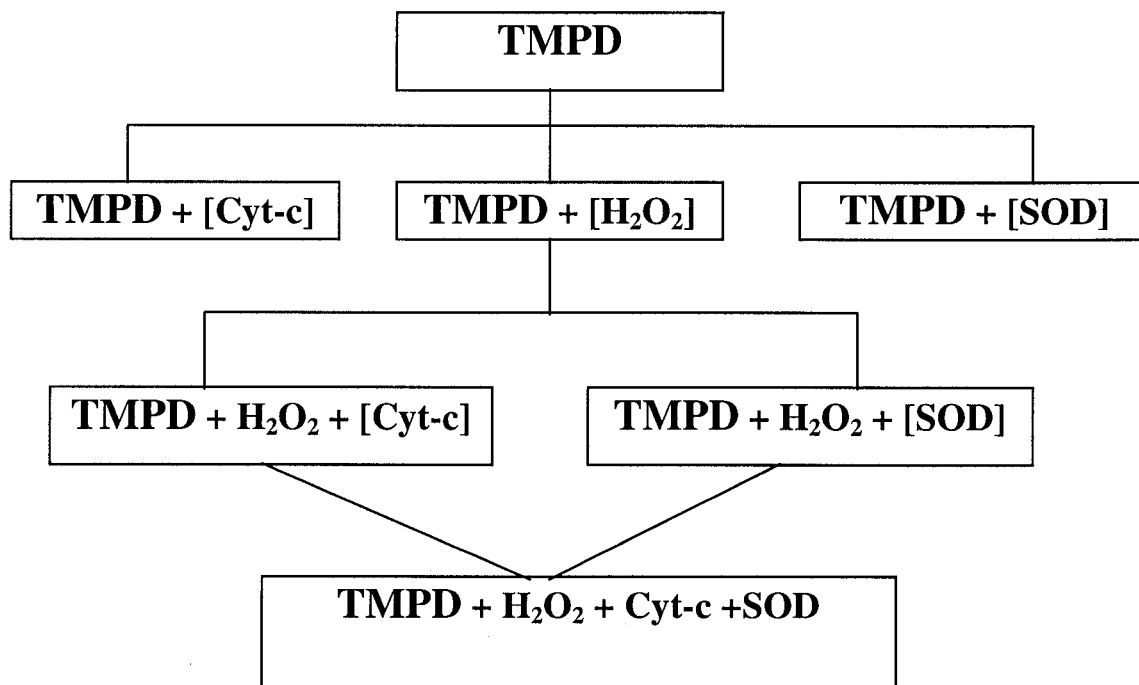 TMPD
TMPD + [Cyt-c]
TMPD + [H₂O₂]
TMPD + [SOD]
TMPD + H₂O₂ + [Cyt-c]
TMPD + H₂O₂ + [SOD]
TMPD + H₂O₂ + Cyt-c +SOD